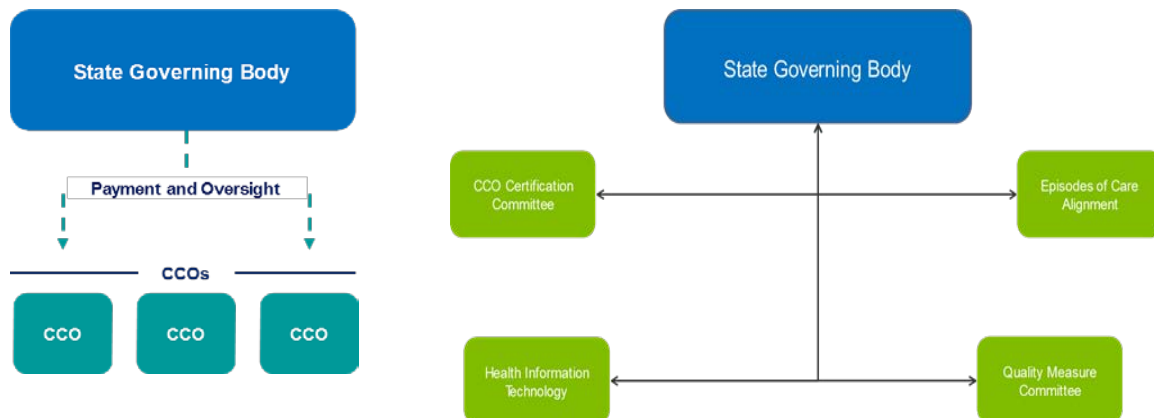 State Governing Body
Payment and Oversight
CCOs
CCO
CCO
CCO
State Governing Body
CCO Certification
Committee
Episodes of Care
Alignment
Health Information
Technology
Quality Measure
Committee